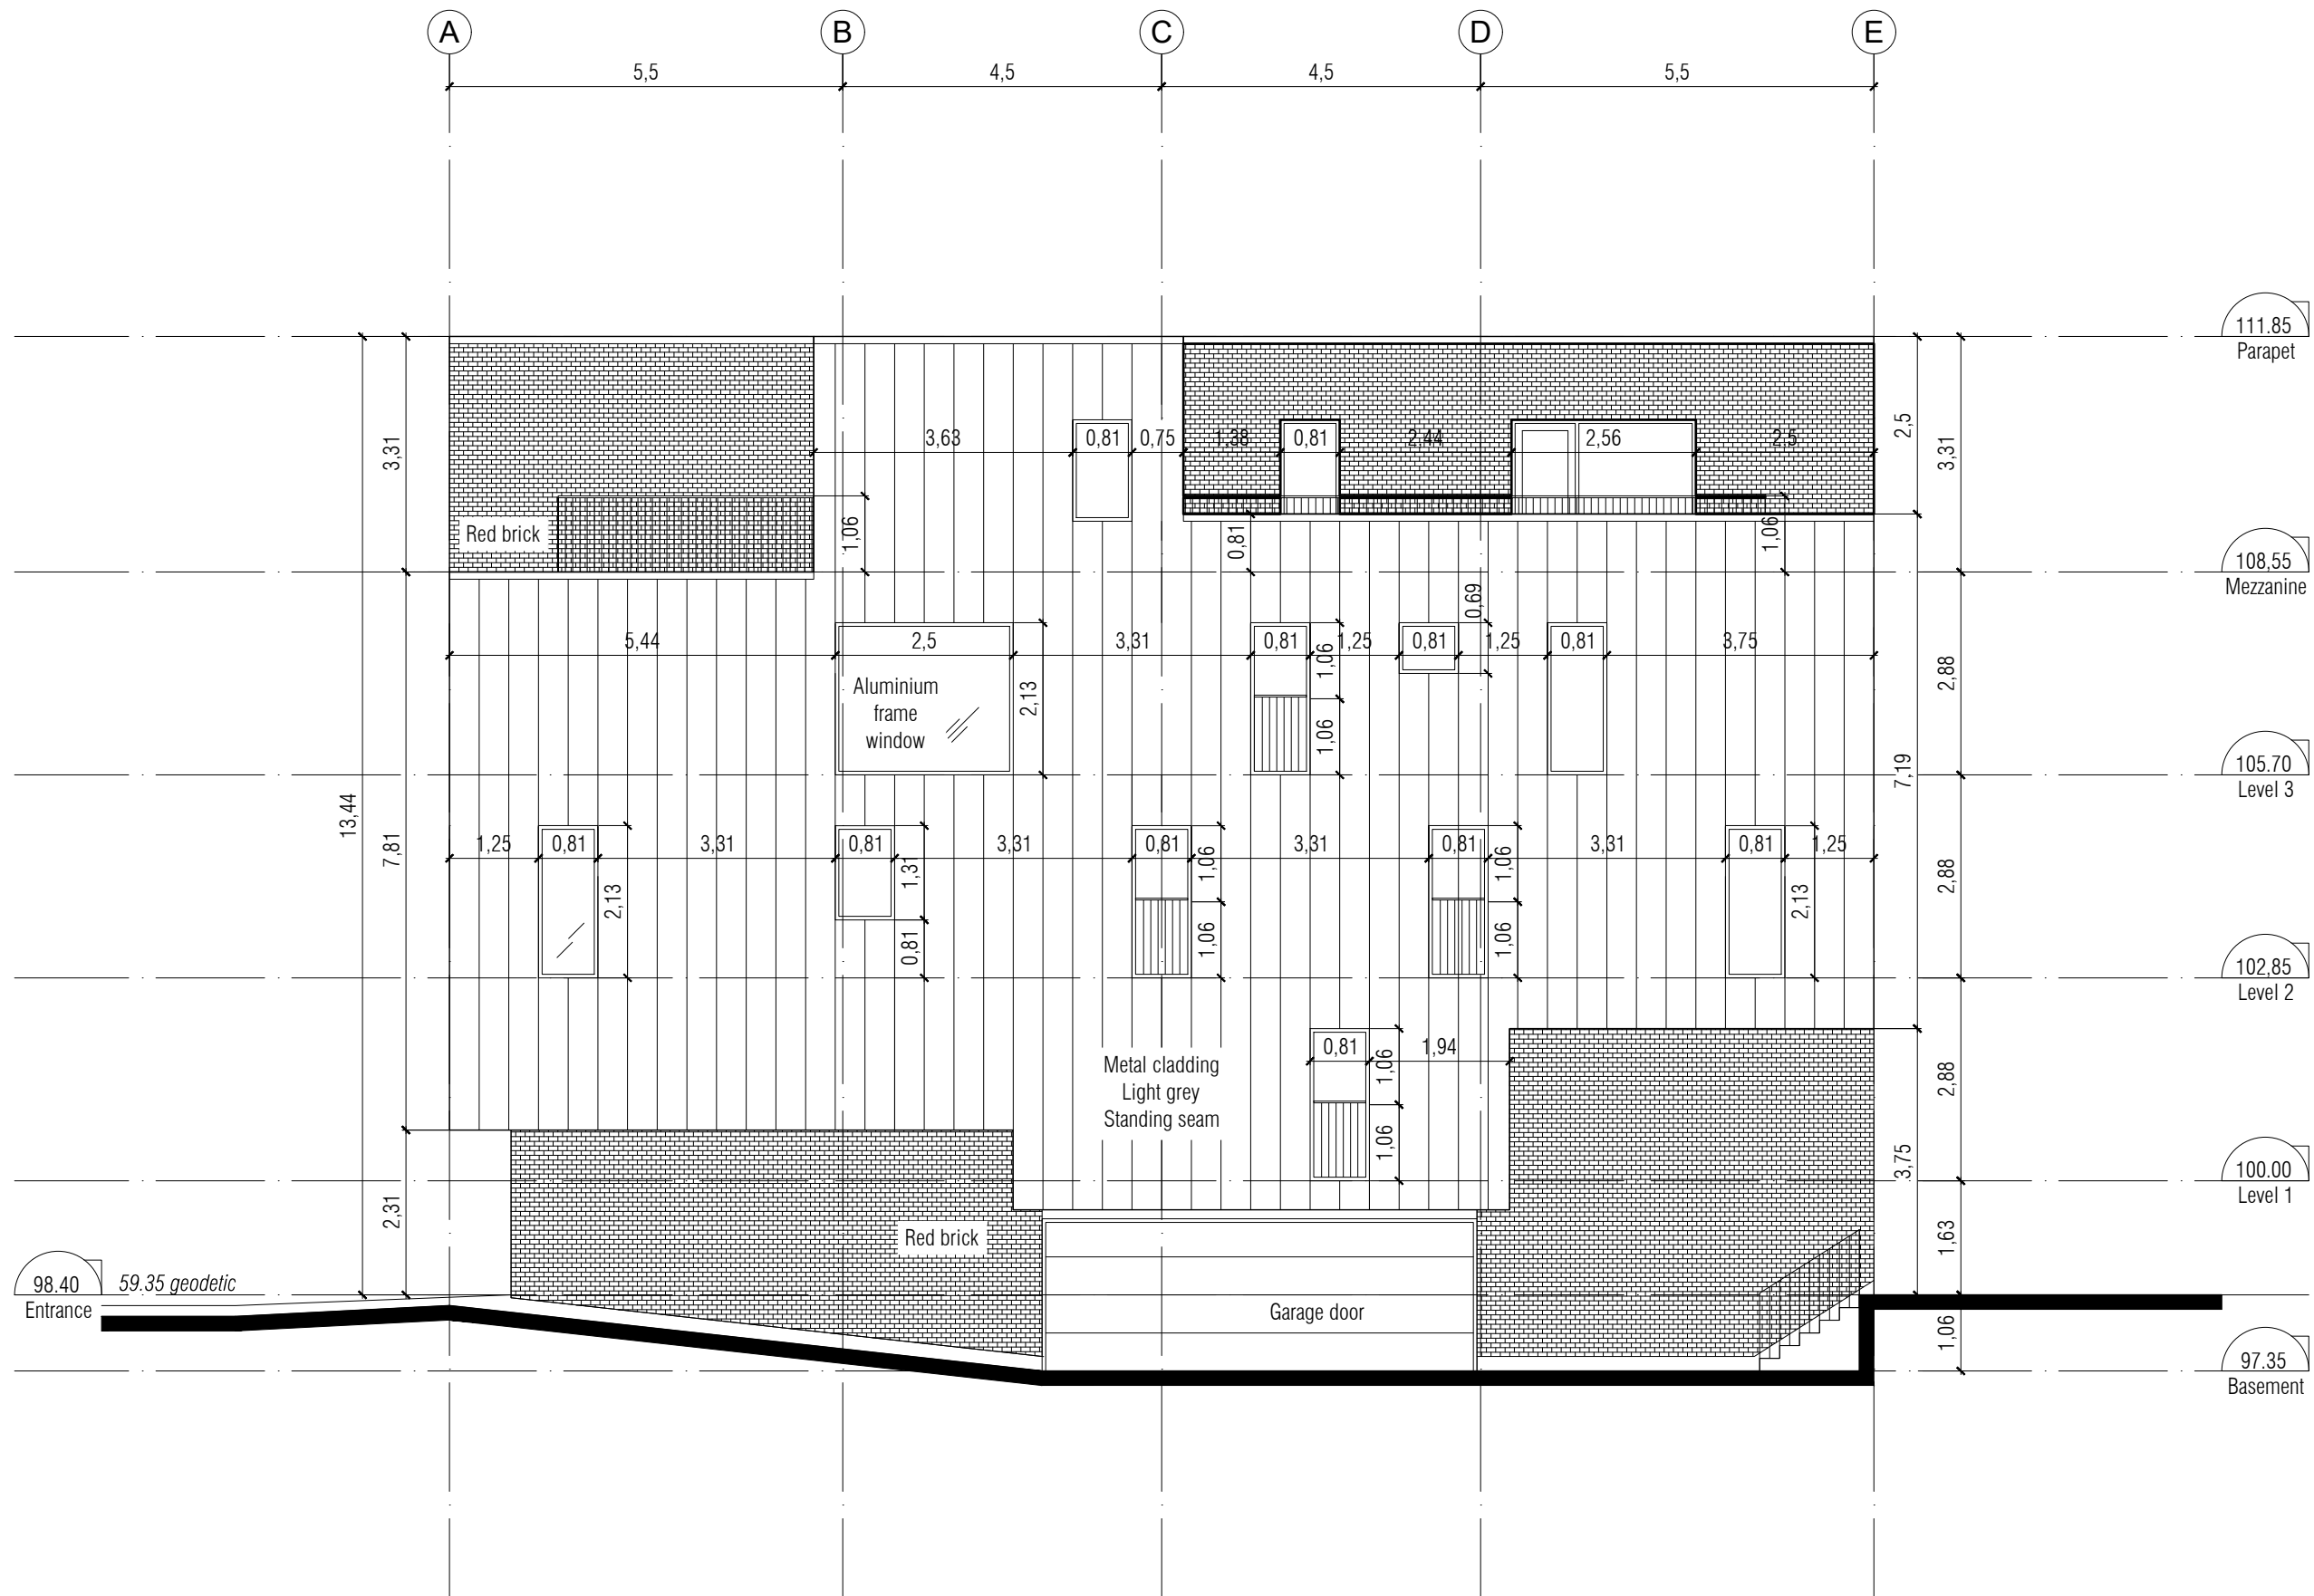 A B C D E
5,5 4,5 4,5 5,5
111.85
Parapet
3,63 0,81 0,75 1,38 0,81 2,44 2,56 2,5
2,5
3,31
3,31
Red brick
1,06
0,81
1,06
108,55
Mezzanine
0,69
5,44 2,5 3,31 0,81 1,25 0,81 1,25 0,81 3,75
1,06
2,88
Aluminium
frame
window
2,13
1,06
105.70
Level 3
7,19
13,44
7,81
1,25 0,81 3,31 0,81 3,31 0,81 3,31 0,81 3,31 0,81 1,25
2,13
1,31
0,81
1,06
1,06
1,06
1,06
2,13
2,88
102,85
Level 2
0,81 1,94
1,06
1,06
Metal cladding
Light grey
Standing seam
2,88
3,75
100.00
Level 1
2,31
Red brick
1,63
98.40
Entrance
59.35 geodetic
Garage door
1,06
97.35
Basement